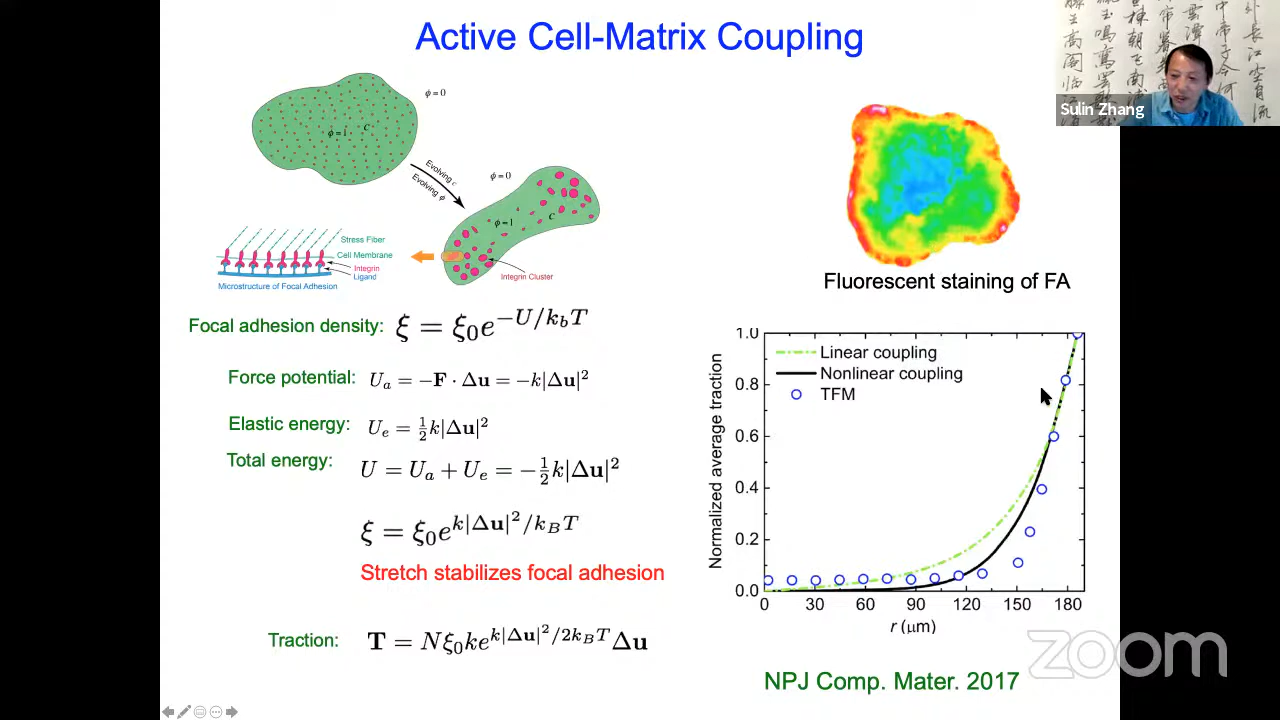 Active Cell-Matrix Coupling
ϕ=0
ϕ=1 C
Evolving c
Evolving φ
ϕ=0
ϕ=1 C
Stress Fiber
Cell Membrane
Integrin
Ligand
Microstructure of Focal Adhesion
Integrin Cluster
Fluorescent staining of FA
Focal adhesion density: ξ = ξ₀e^{−U/k_bT}
Force potential: U_a = −F · Δu = −k|Δu|²
Elastic energy: U_e = ½k|Δu|²
Total energy: U = U_a + U_e = −½k|Δu|²
ξ = ξ₀e^{k|Δu|²/k_BT}
Stretch stabilizes focal adhesion
Traction: T = Nξ₀ke^{k|Δu|²/2k_BT}Δu
Normalized average traction
1.0
0.8
0.6
0.4
0.2
0.0
Linear coupling
Nonlinear coupling
TFM
0 30 60 90 120 150 180
r (μm)
NPJ Comp. Mater. 2017
Sulin Zhang
zoom